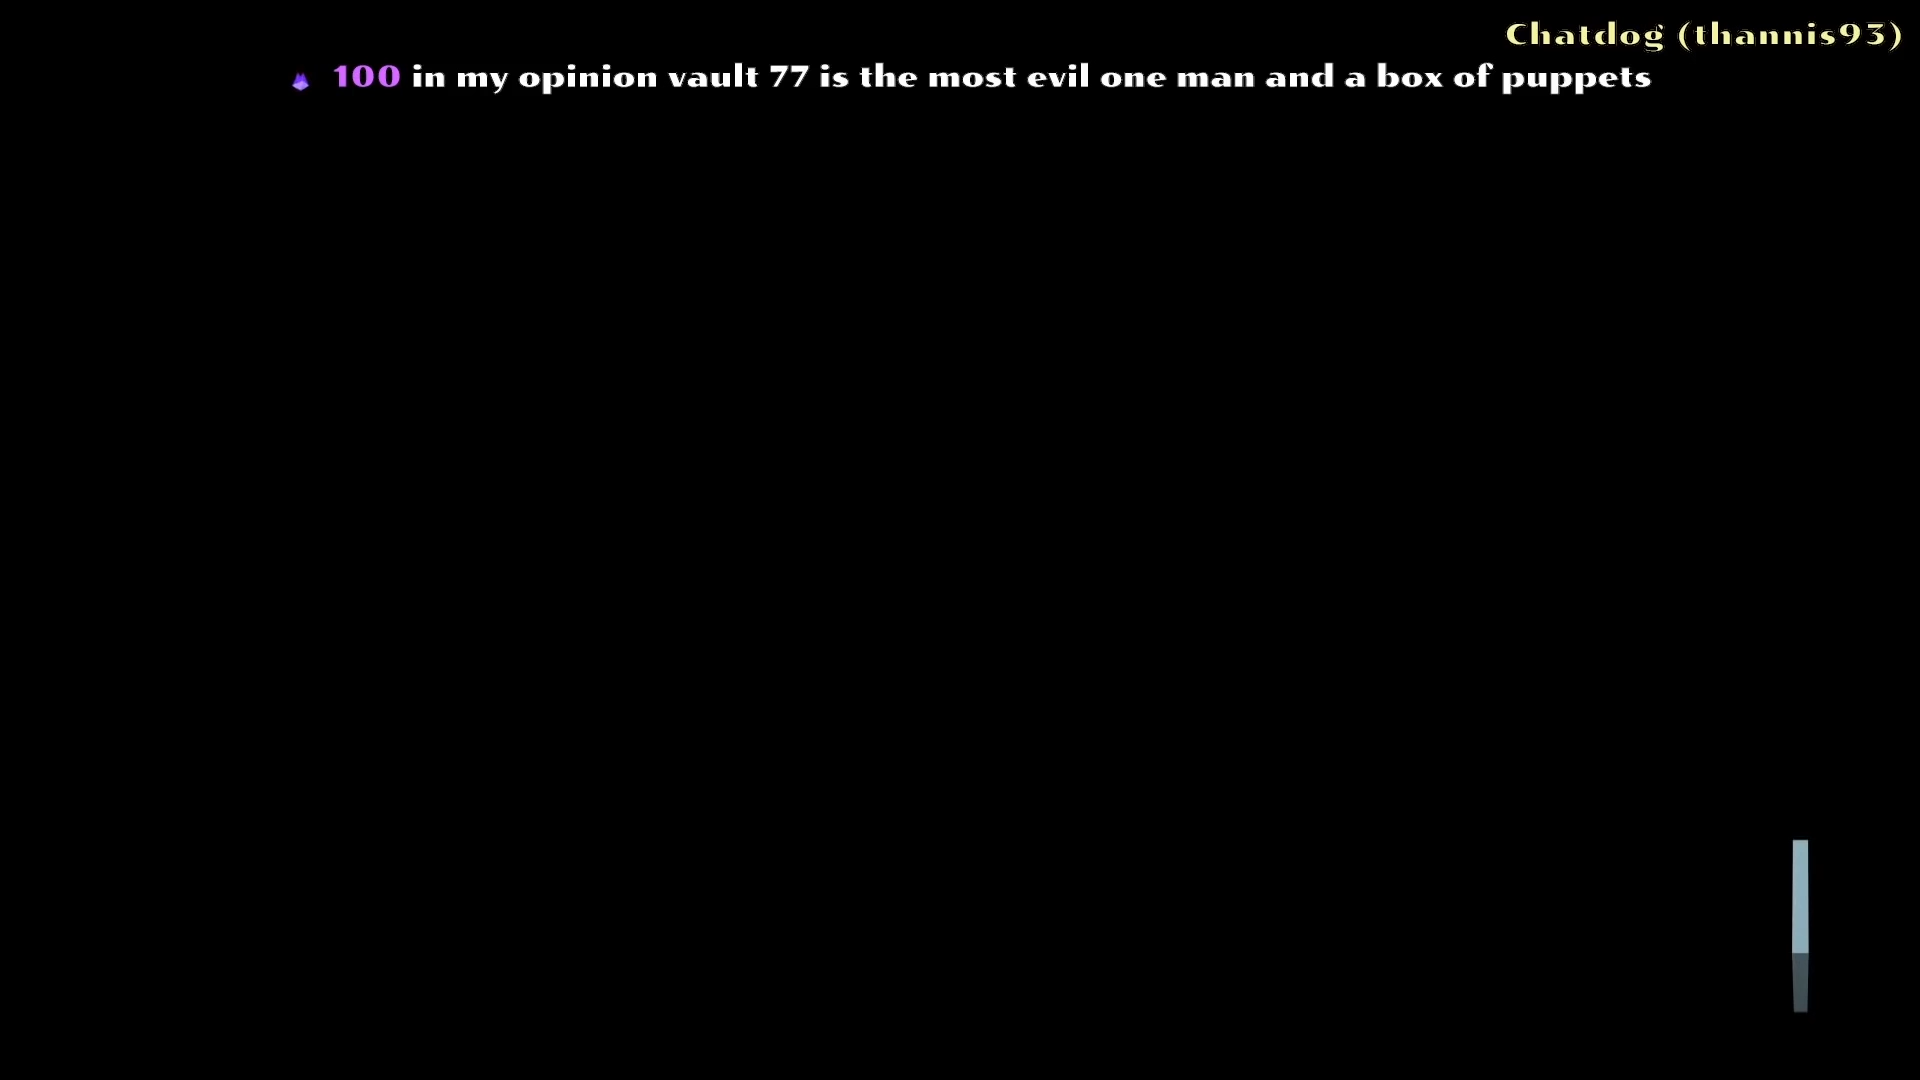 Chatdog (thannis93)
100 in my opinion vault 77 is the most evil one man and a box of puppets